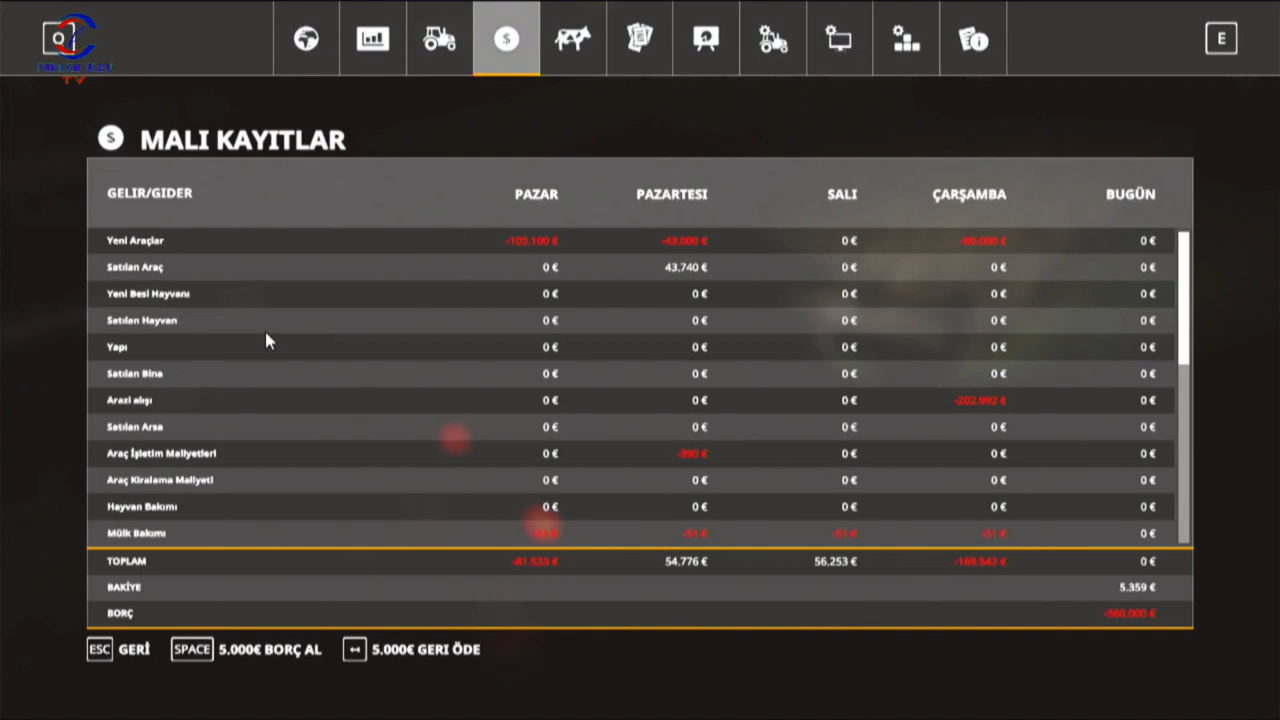 Q
E
TV
MALI KAYITLAR
GELIR/GIDER PAZAR PAZARTESI SALI ÇARŞAMBA BUGÜN
Yeni Araçlar -105.100 € -43.000 € 0 € -80.000 € 0 €
Satılan Araç 0 € 43.740 € 0 € 0 € 0 €
Yeni Besi Hayvanı 0 € 0 € 0 € 0 € 0 €
Satılan Hayvan 0 € 0 € 0 € 0 € 0 €
Yapı 0 € 0 € 0 € 0 € 0 €
Satılan Bina 0 € 0 € 0 € 0 € 0 €
Arazi alışı 0 € 0 € 0 € -202.992 € 0 €
Satılan Arsa 0 € 0 € 0 € 0 € 0 €
Araç İşletim Maliyetleri 0 € -390 € 0 € 0 € 0 €
Araç Kiralama Maliyeti 0 € 0 € 0 € 0 € 0 €
Hayvan Bakımı 0 € 0 € 0 € 0 € 0 €
Mülk Bakımı -51 € -51 € -51 € 0 €
TOPLAM -81.533 € 54.776 € 56.253 € -169.542 € 0 €
BAKİYE 5.359 €
BORÇ -560.000 €
ESC GERİ SPACE 5.000€ BORÇ AL ↔ 5.000€ GERI ÖDE